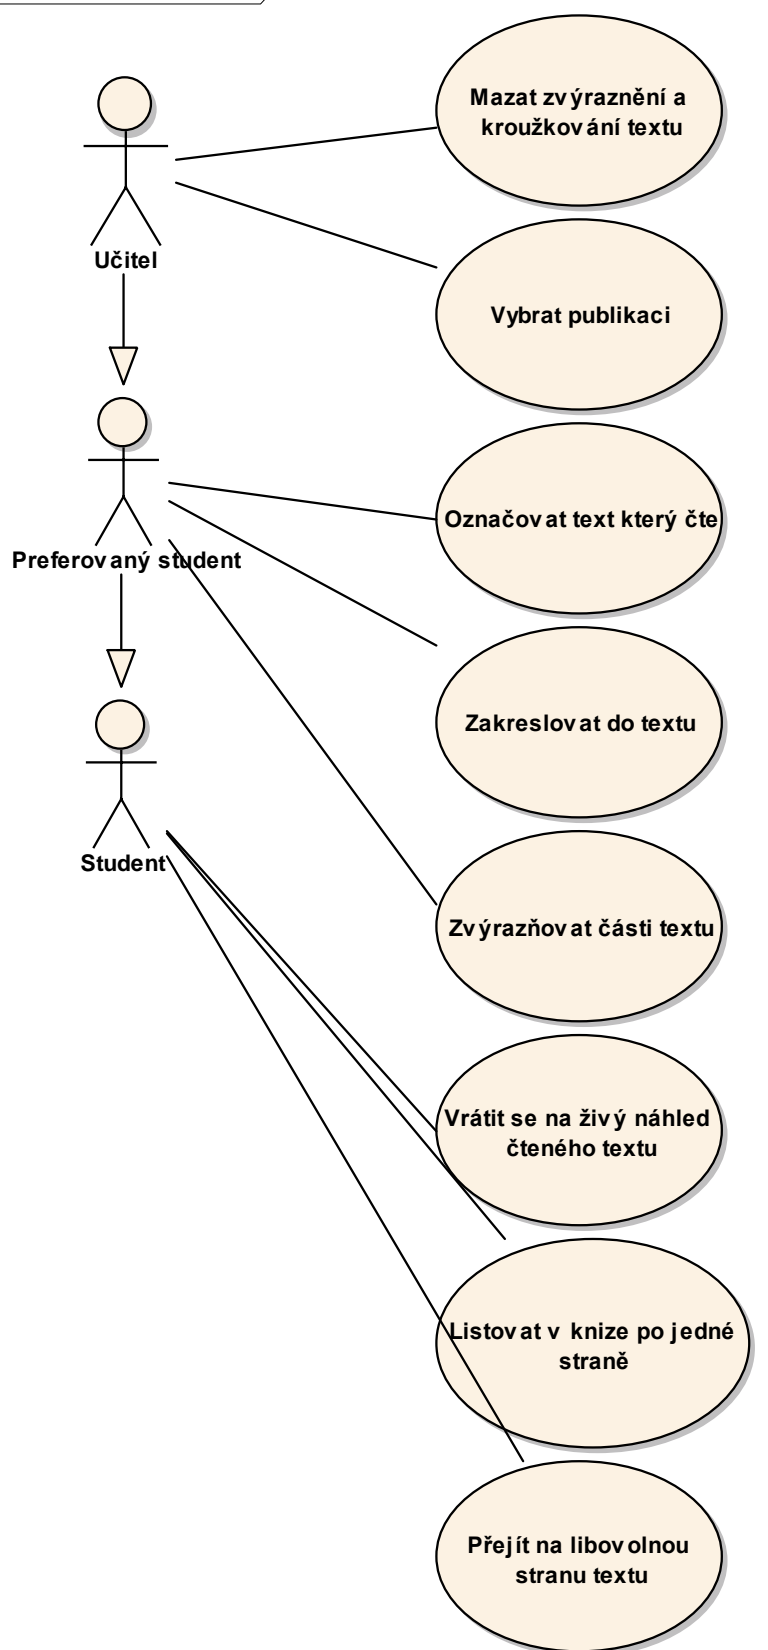 Mazat zvýraznění a
kroužkování textu
Učitel
Vybrat publikaci
Označovat text který čte
Preferovaný student
Zakreslovat do textu
Student
Zvýrazňovat části textu
Vrátit se na živý náhled
čteného textu
Listovat v knize po jedné
straně
Přejít na libovolnou
stranu textu